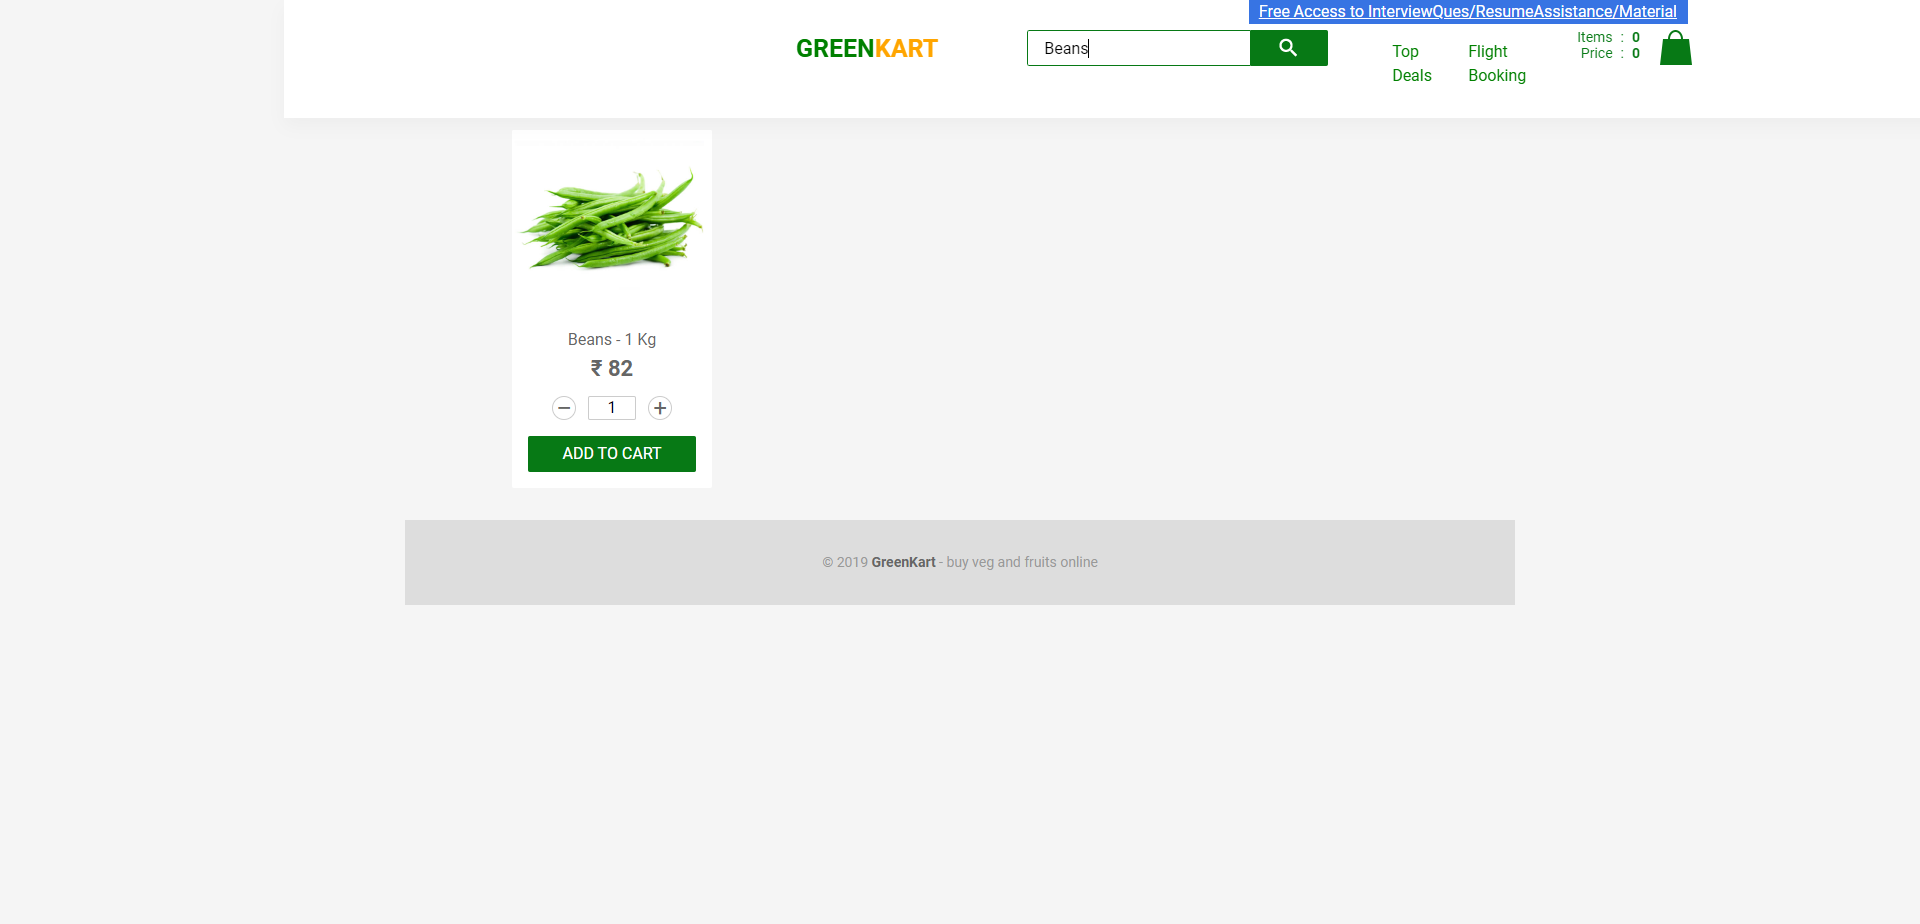 Free Access to InterviewQues/ResumeAssistance/Material
GREENKART
Beans
Top Deals
Flight Booking
Items : 0
Price : 0
Beans - 1 Kg
₹ 82
1
ADD TO CART
© 2019 GreenKart - buy veg and fruits online